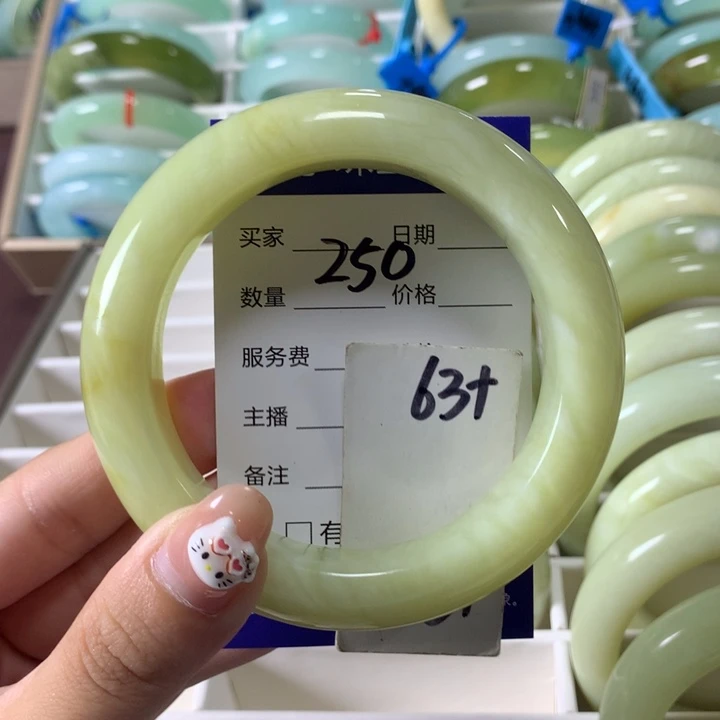 买家 250 日期
数量 价格
服务费
63+
主播
备注
□有